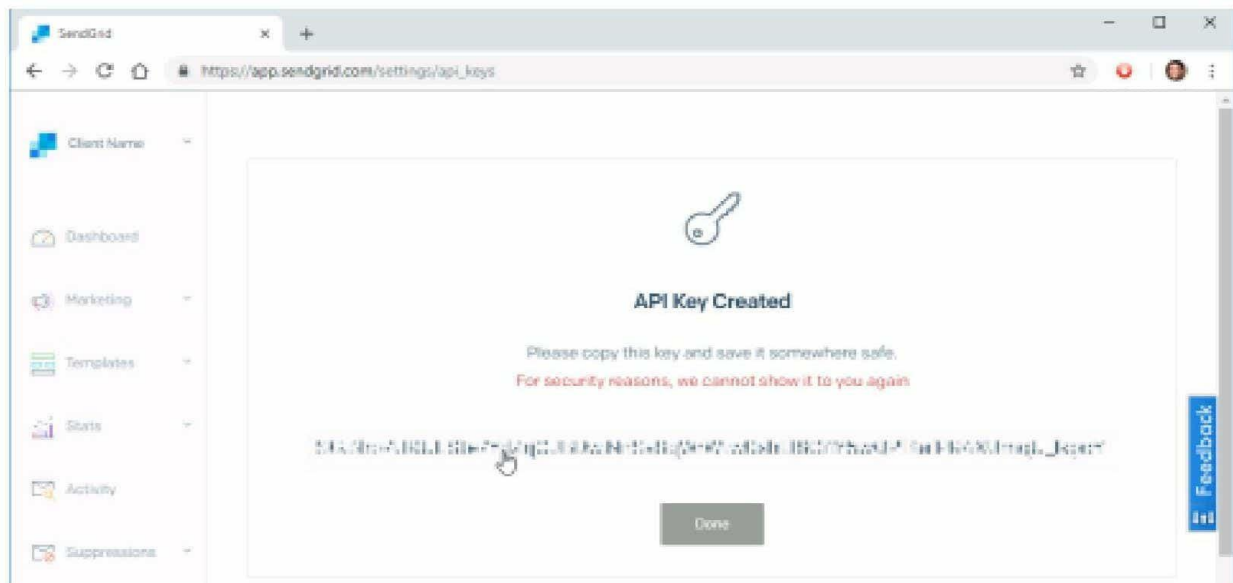 SendGrid
https://app.sendgrid.com/settings/api_keys
Client Name
Dashboard
Marketing
Templates
Stats
Activity
Suppressions
API Key Created
Please copy this key and save it somewhere safe.
For security reasons, we cannot show it to you again
Done
Feedback